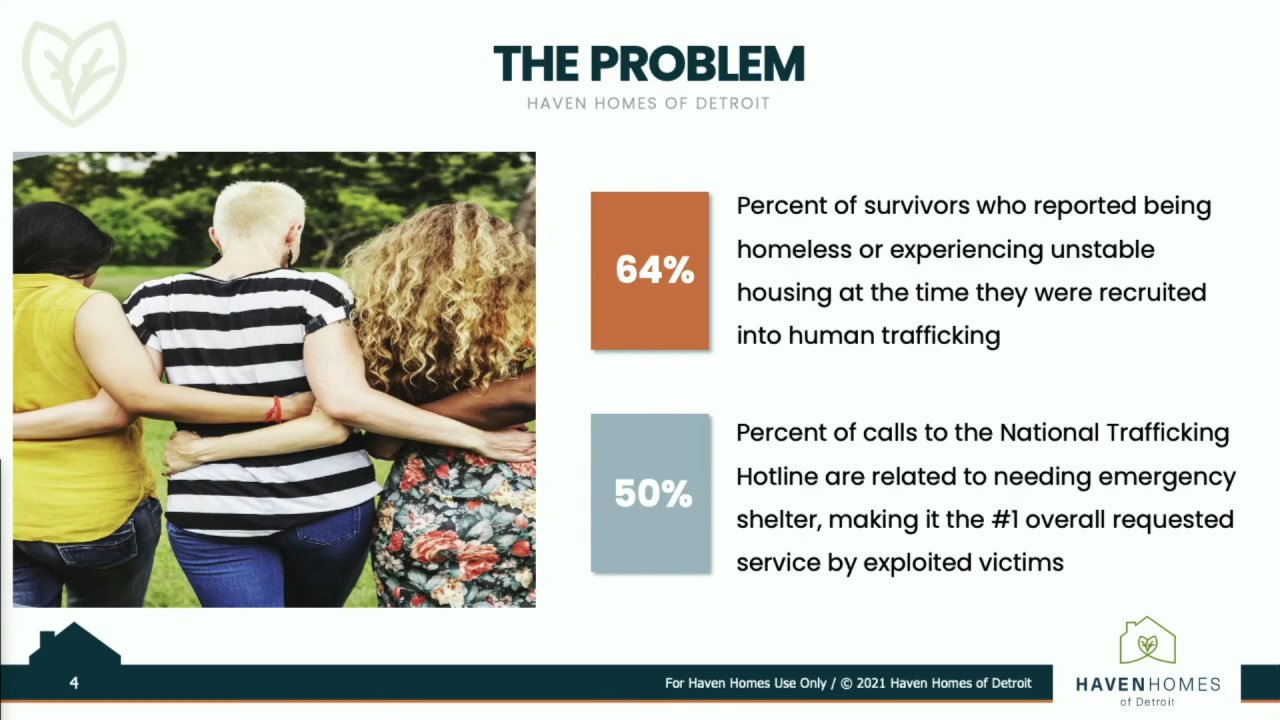 THE PROBLEM
HAVEN HOMES OF DETROIT
64%
Percent of survivors who reported being
homeless or experiencing unstable
housing at the time they were recruited
into human trafficking
50%
Percent of calls to the National Trafficking
Hotline are related to needing emergency
shelter, making it the #1 overall requested
service by exploited victims
4
For Haven Homes Use Only / © 2021 Haven Homes of Detroit
HAVENHOMES
of Detroit